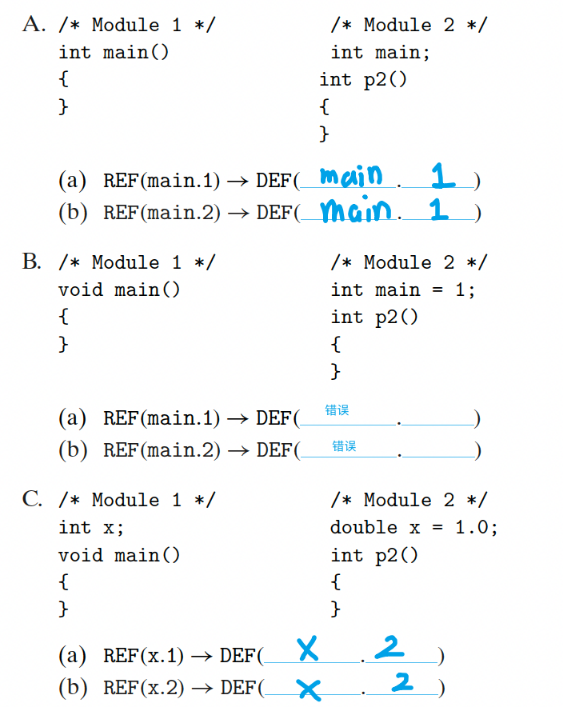 A. /* Module 1 */ /* Module 2 */
int main() int main;
{ int p2()
} {
}
(a) REF(main.1) → DEF( main . 1 )
(b) REF(main.2) → DEF( main . 1 )
B. /* Module 1 */ /* Module 2 */
void main() int main = 1;
{ int p2()
} {
}
(a) REF(main.1) → DEF( 错误 . )
(b) REF(main.2) → DEF( 错误 . )
C. /* Module 1 */ /* Module 2 */
int x; double x = 1.0;
void main() int p2()
{ {
} }
(a) REF(x.1) → DEF( x . 2 )
(b) REF(x.2) → DEF( x . 2 )